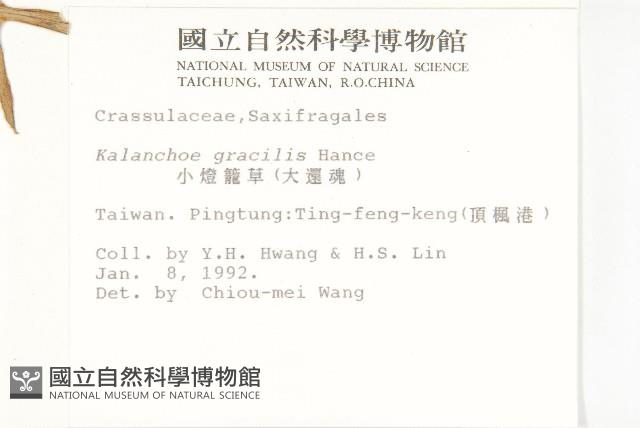 國立自然科學博物館
NATIONAL MUSEUM OF NATURAL SCIENCE
TAICHUNG, TAIWAN, R.O.CHINA
Crassulaceae,Saxifragales
Kalanchoe gracilis Hance
小燈籠草(大還魂)
Taiwan. Pingtung:Ting-feng-keng(頂楓港)
Coll. by Y.H. Hwang & H.S. Lin
Jan. 8, 1992.
Det. by Chiou-mei Wang
國立自然科學博物館
NATIONAL MUSEUM OF NATURAL SCIENCE